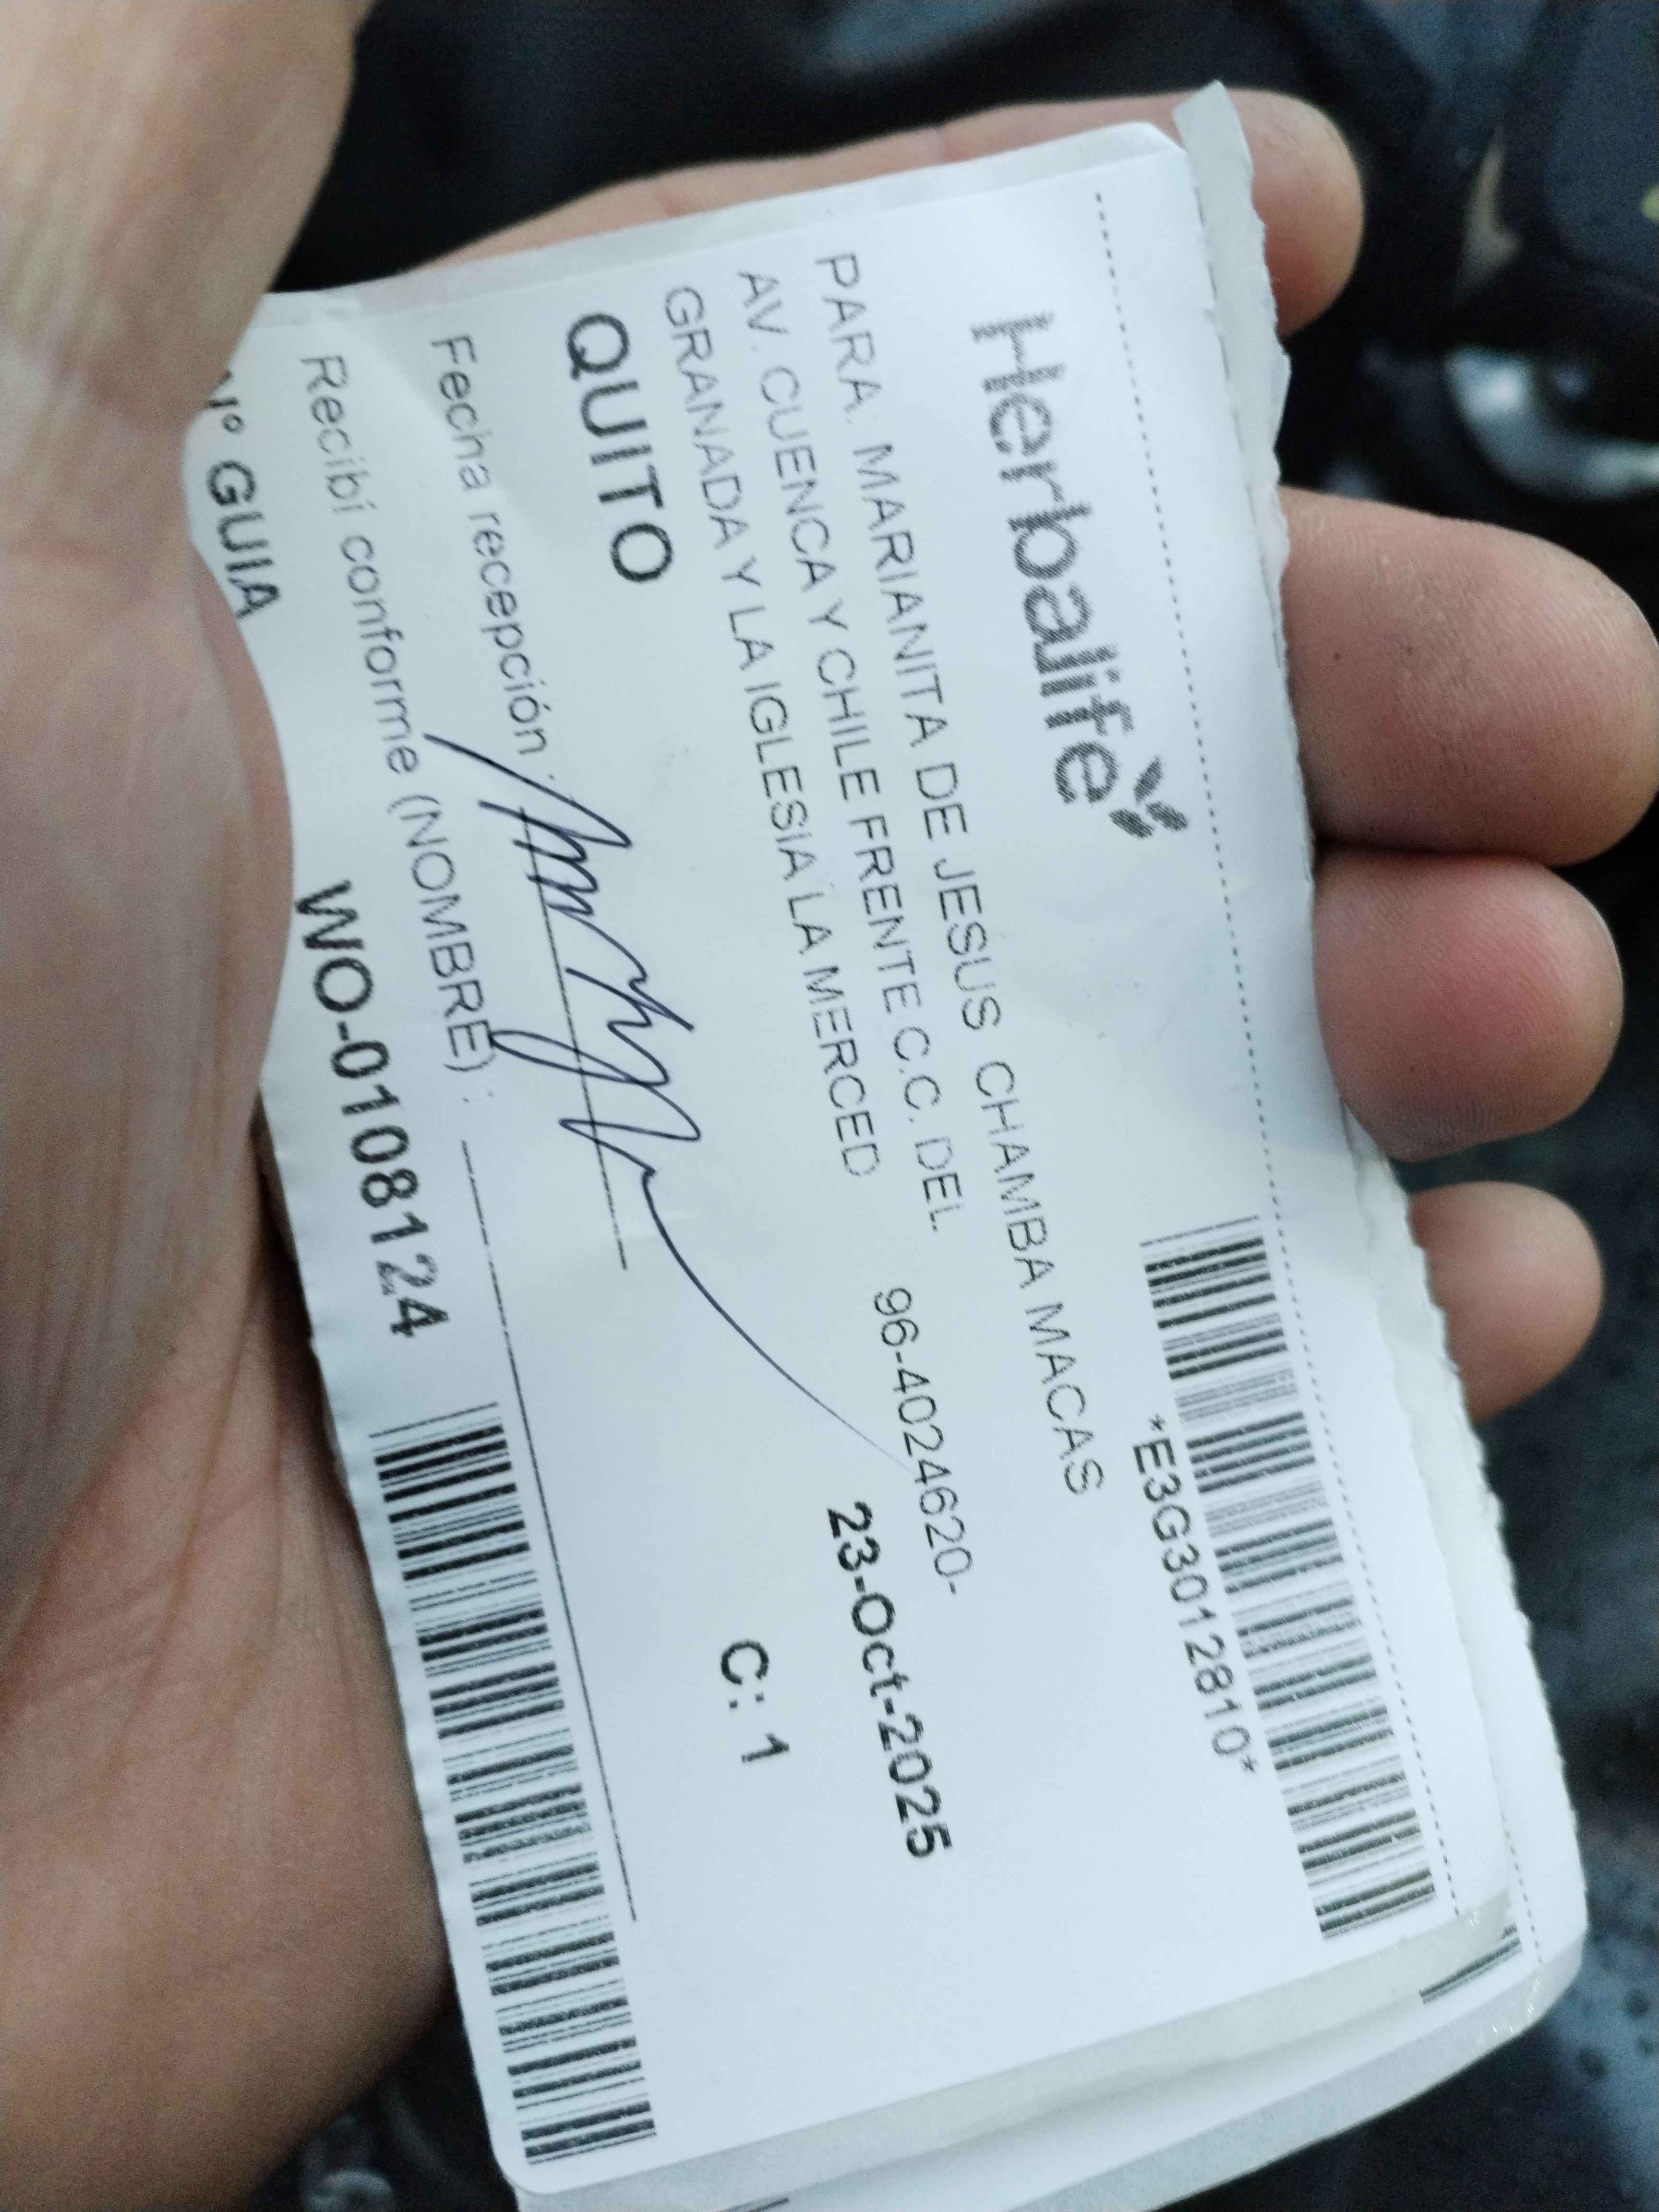 Herbalife
*E3G3012810*
PARA: MARIANITA DE JESUS CHAMBA MACAS
AV. CUENCA Y CHILE FRENTE C.C. DEL 96-4024620-
GRANADA Y LA IGLESIA LA MERCED 23-Oct-2025
QUITO C: 1
Fecha recepción :
Recibí conforme (NOMBRE) :
Nº GUIA WO-0108124